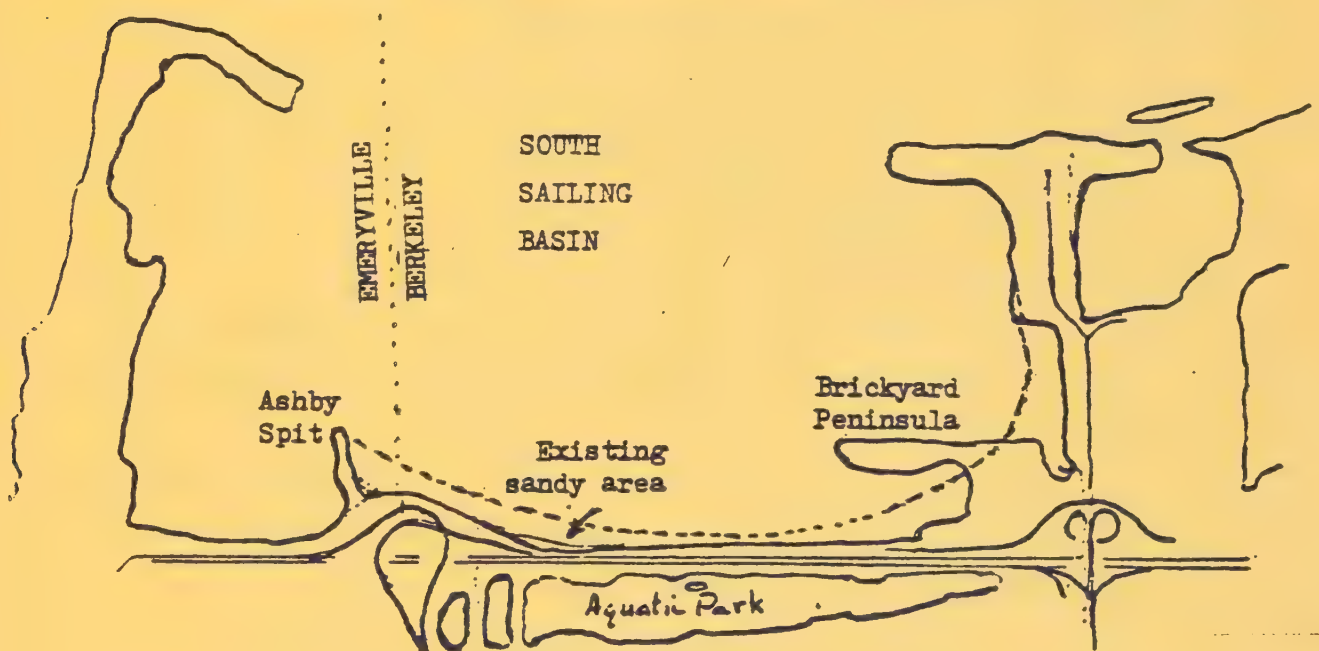 SOUTH
SAILING
BASIN
EMERYVILLE
BERKELEY
Ashby
Spit
Existing
sandy area
Brickyard
Peninsula
Aquatic Park